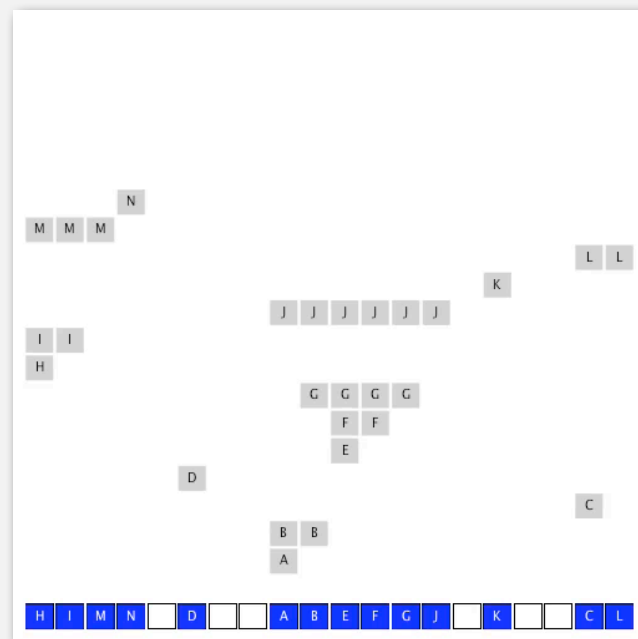 N
M M M
L L
K
J J J J J J
I I
H
G G G G
F F
E
D
C
B B
A
H I M N D A B E F G J K C L